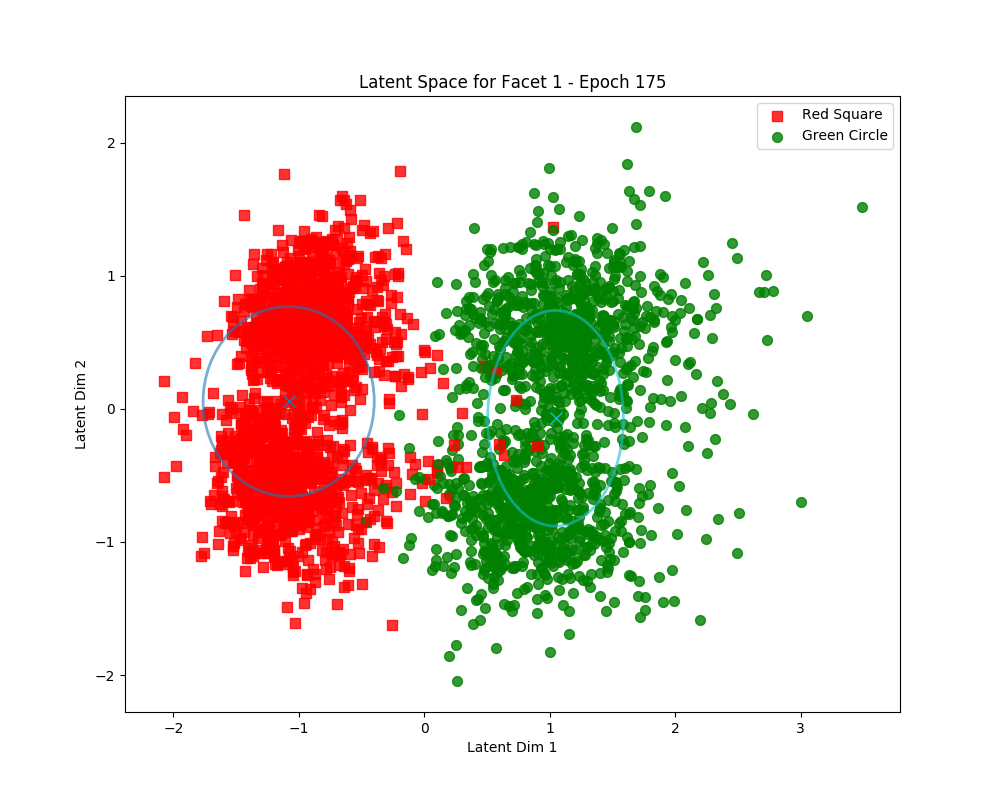 Latent Space for Facet 1 - Epoch 175
Red Square
Green Circle
2
1
0
−1
−2
Latent Dim 2
−2
−1
0
1
2
3
Latent Dim 1